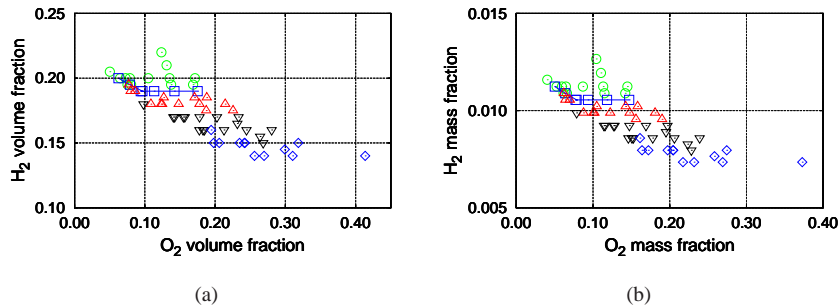 (a)
0.25
0.20
0.15
0.10
H2 volume fraction
0.00 0.10 0.20 0.30 0.40
O2 volume fraction
(b)
0.015
0.010
0.005
H2 mass fraction
0.00 0.10 0.20 0.30 0.40
O2 mass fraction
(a) (b)